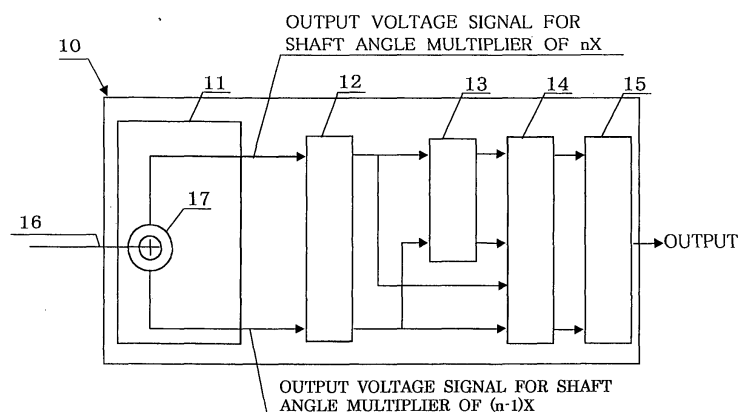 OUTPUT VOLTAGE SIGNAL FOR
SHAFT ANGLE MULTIPLIER OF nX
10
11
12
13
14
15
16
17
OUTPUT
OUTPUT VOLTAGE SIGNAL FOR SHAFT
ANGLE MULTIPLIER OF (n-1)X